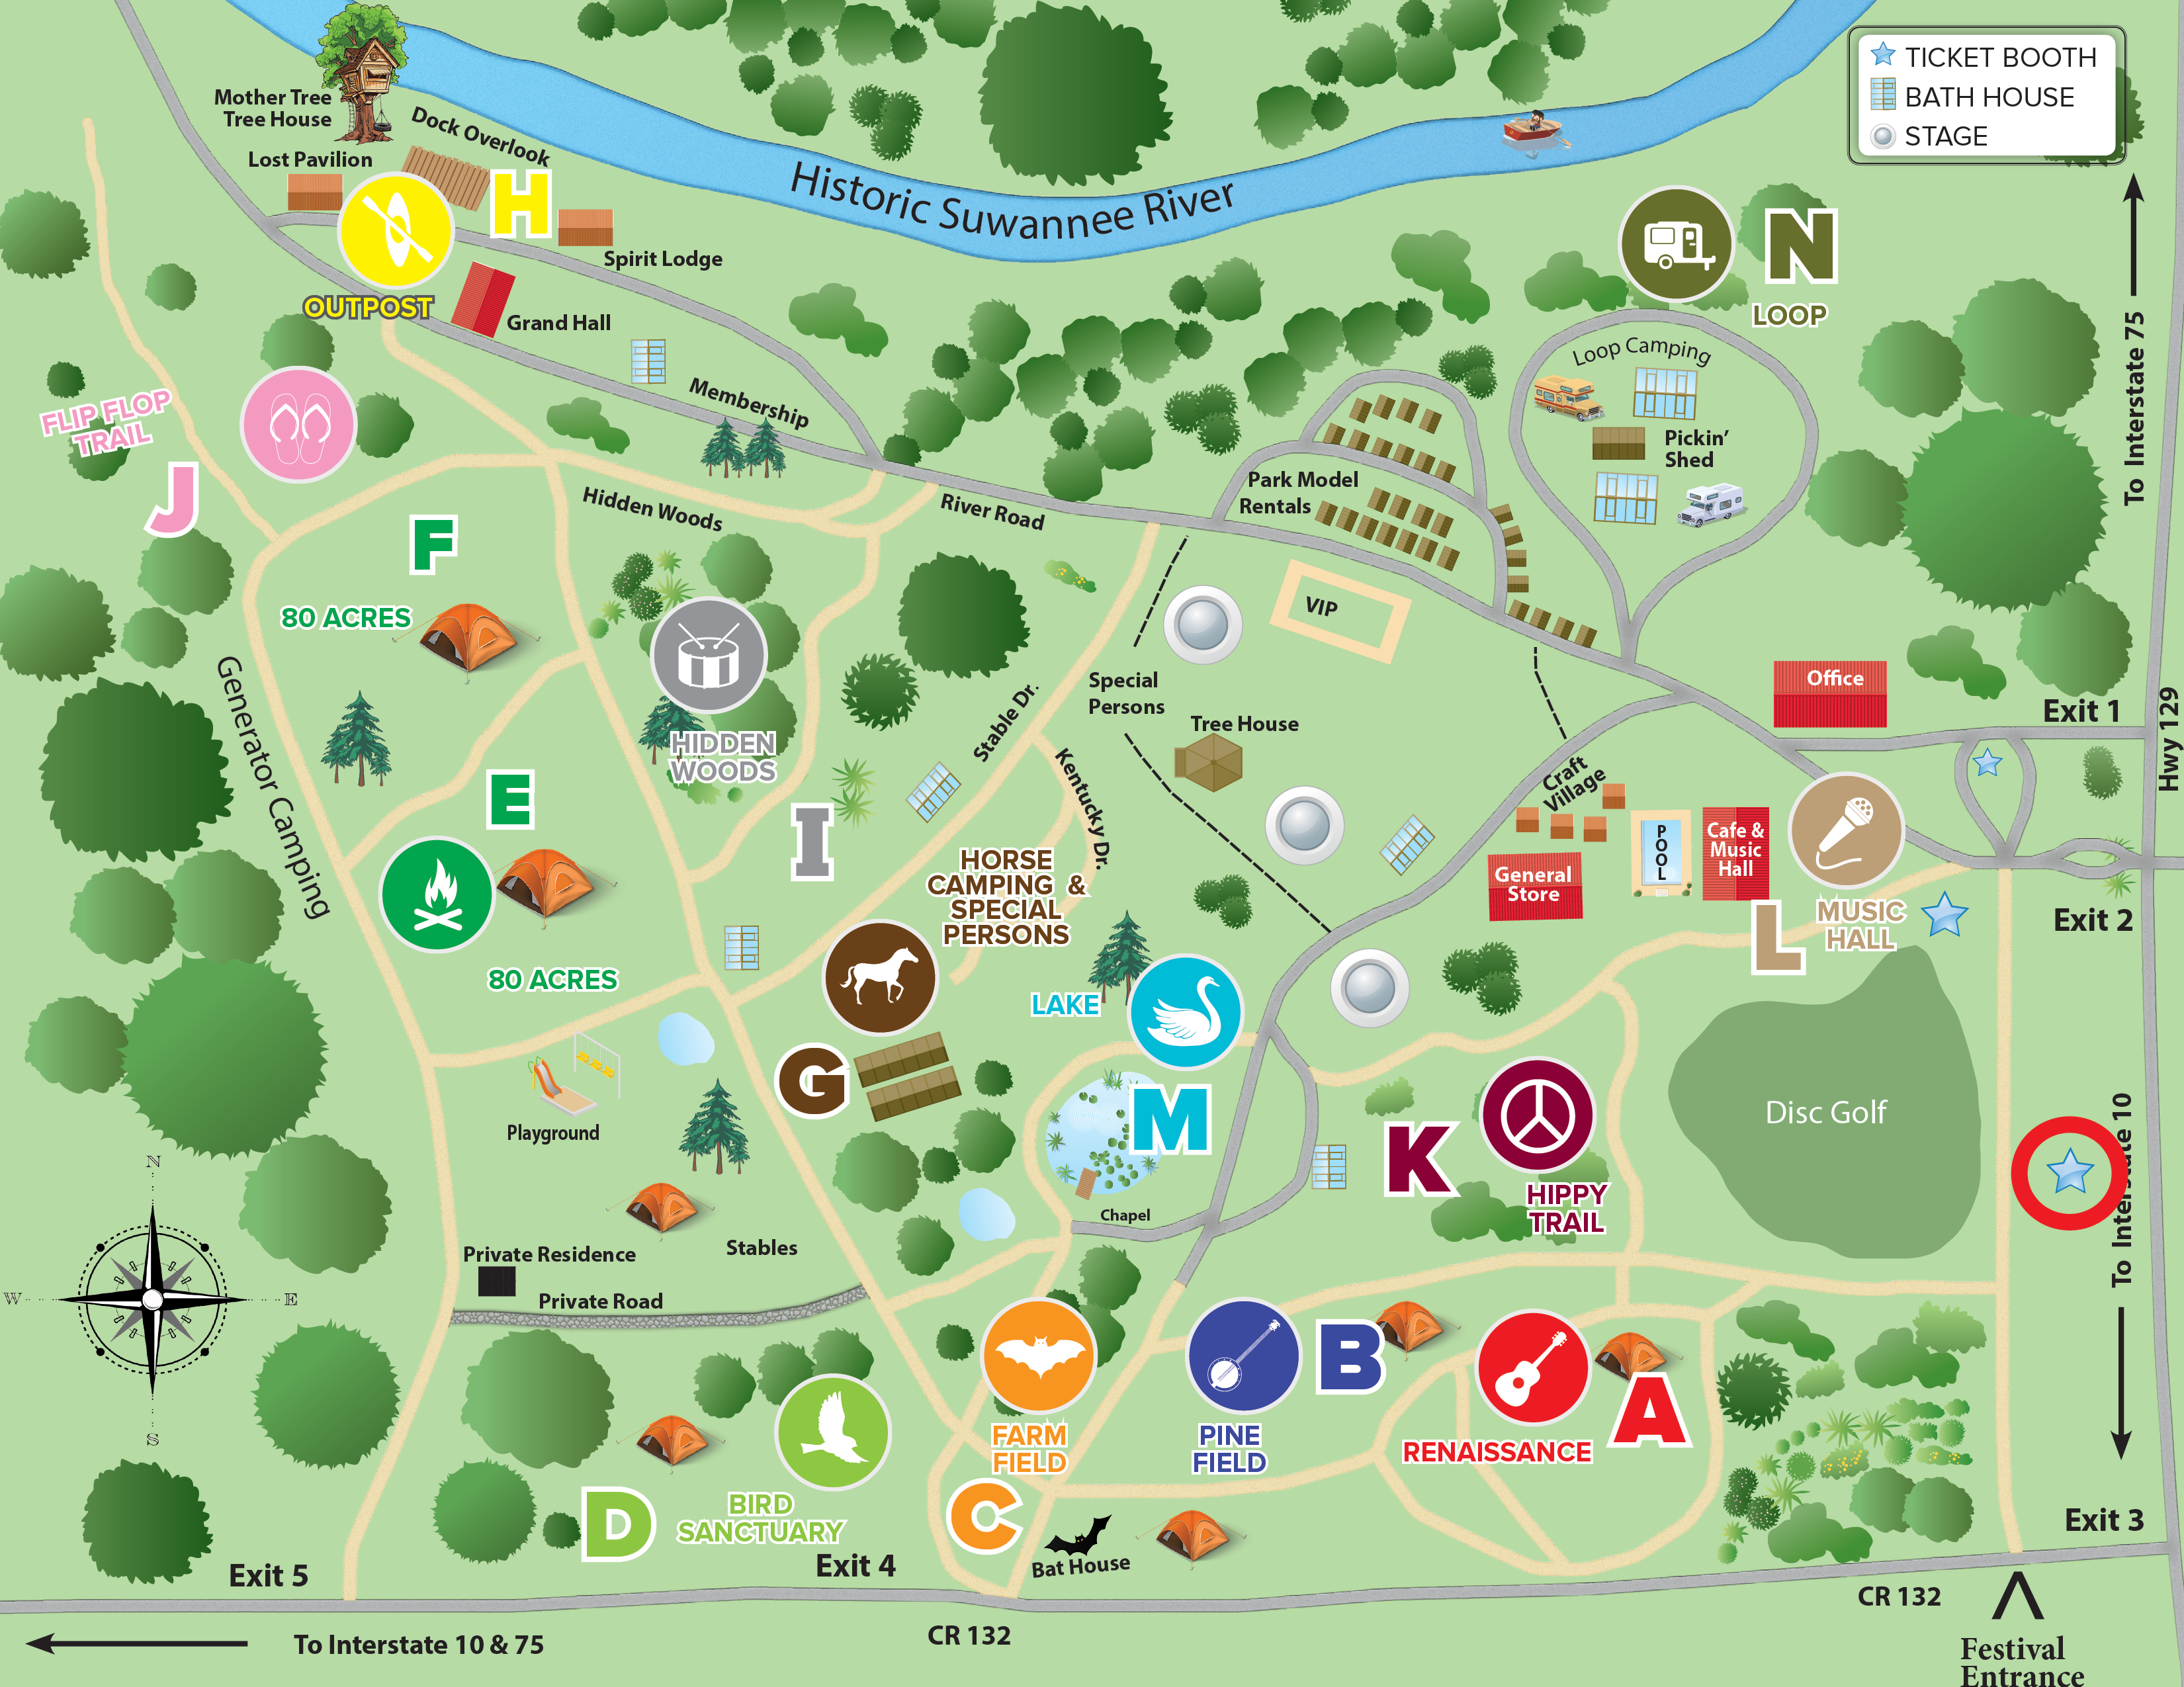 TICKET BOOTH
BATH HOUSE
STAGE
Mother Tree
Tree House
Dock Overlook
Lost Pavilion
H
Spirit Lodge
OUTPOST
Grand Hall
Historic Suwannee River
N
LOOP
To Interstate 75
Loop Camping
Pickin'
Shed
Membership
FLIP FLOP
TRAIL
J
F
80 ACRES
Hidden Woods
River Road
Park Model
Rentals
VIP
Special
Persons
Tree House
Stable Dr.
Kentucky Dr.
HIDDEN
WOODS
I
Generator Camping
E
80 ACRES
Office
Exit 1
Hwy 129
Craft
Village
POOL
Cafe &
Music
Hall
General
Store
L
MUSIC
HALL
Exit 2
HORSE
CAMPING &
SPECIAL
PERSONS
G
LAKE
M
Playground
Chapel
K
HIPPY
TRAIL
Disc Golf
To Interstate 10
N
W
E
S
Private Residence
Stables
Private Road
FARM
FIELD
C
PINE
FIELD
B
RENAISSANCE
A
D
BIRD
SANCTUARY
Bat House
Exit 3
Exit 4
Exit 5
CR 132
CR 132
To Interstate 10 & 75
Festival
Entrance